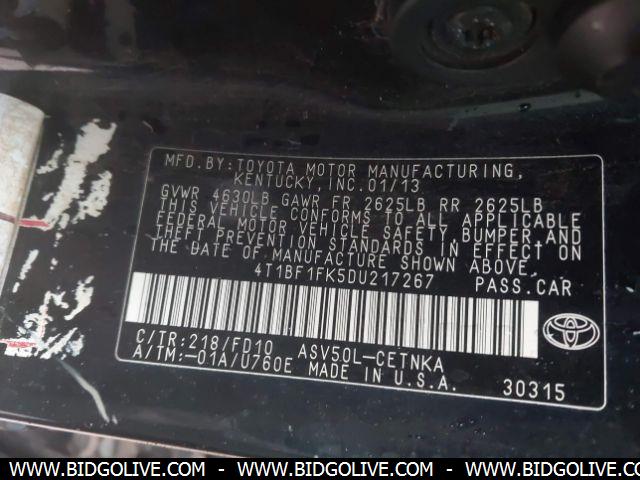 MFD.BY:TOYOTA MOTOR MANUFACTURING,
KENTUCKY, INC.01/13
GVWR 4630LB GAWR FR 2625LB RR 2625LB
THIS VEHICLE CONFORMS TO ALL APPLICABLE
FEDERAL MOTOR VEHICLE SAFETY BUMPER,AND
THEFT PREVENTION STANDARDS IN EFFECT ON
THE DATE OF MANUFACTURE SHOWN ABOVE.
4T1BF1FK5DU217267 PASS.CAR
C/TR:218/FD10 ASV50L-CETNKA
A/TM:-01A/U760E MADE IN U.S.A. 30315
WWW.BIDGOLIVE.COM - WWW.BIDGOLIVE.COM - WWW.BIDGOLIVE.COM